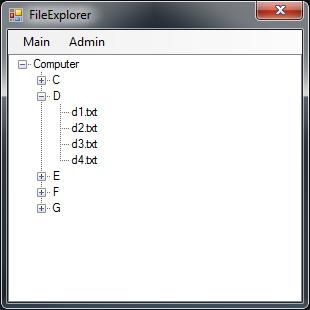 FileExplorer
Main Admin
Computer
C
D
d1.txt
d2.txt
d3.txt
d4.txt
E
F
G